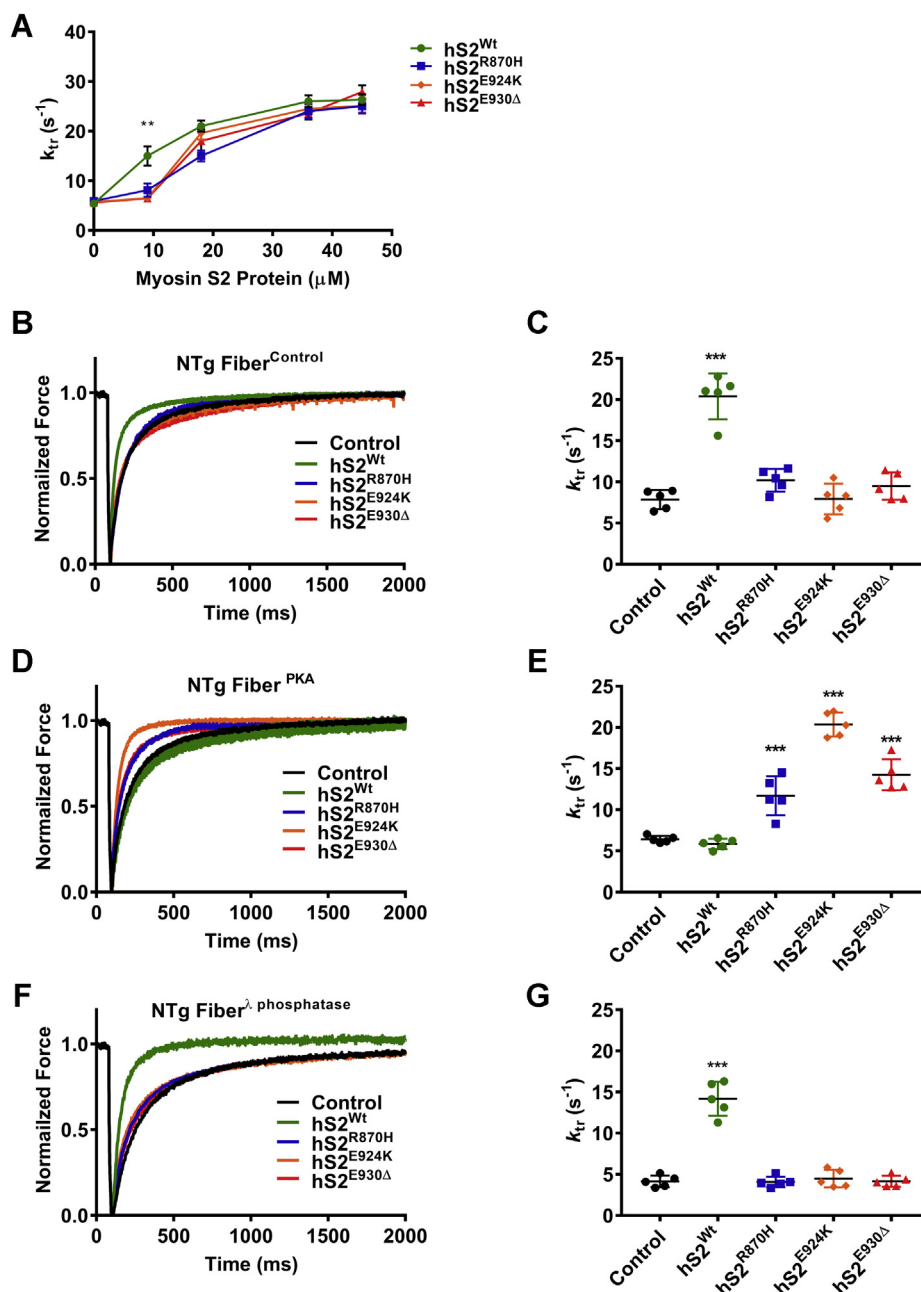 A
k_tr (s⁻¹)
40
30
20
10
0
**
0 10 20 30 40 50
Myosin S2 Protein (μM)
hS2^Wt
hS2^R870H
hS2^E924K
hS2^E930Δ
B
NTg Fiber^Control
Normailzed Force
1.0
0.5
0.0
0 500 1000 1500 2000
Time (ms)
Control
hS2^Wt
hS2^R870H
hS2^E924K
hS2^E930Δ
C
k_tr (s⁻¹)
25
20
15
10
5
0
***
Control
hS2^Wt
hS2^R870H
hS2^E924K
hS2^E930Δ
D
NTg Fiber ^PKA
Normailzed Force
1.0
0.5
0.0
0 500 1000 1500 2000
Time (ms)
Control
hS2^Wt
hS2^R870H
hS2^E924K
hS2^E930Δ
E
k_tr (s⁻¹)
25
20
15
10
5
0
***
***
***
Control
hS2^Wt
hS2^R870H
hS2^E924K
hS2^E930Δ
F
NTg Fiber^λ phosphatase
Normailzed Force
1.0
0.5
0.0
0 500 1000 1500 2000
Time (ms)
Control
hS2^Wt
hS2^R870H
hS2^E924K
hS2^E930Δ
G
k_tr (s⁻¹)
25
20
15
10
5
0
***
Control
hS2^Wt
hS2^R870H
hS2^E924K
hS2^E930Δ